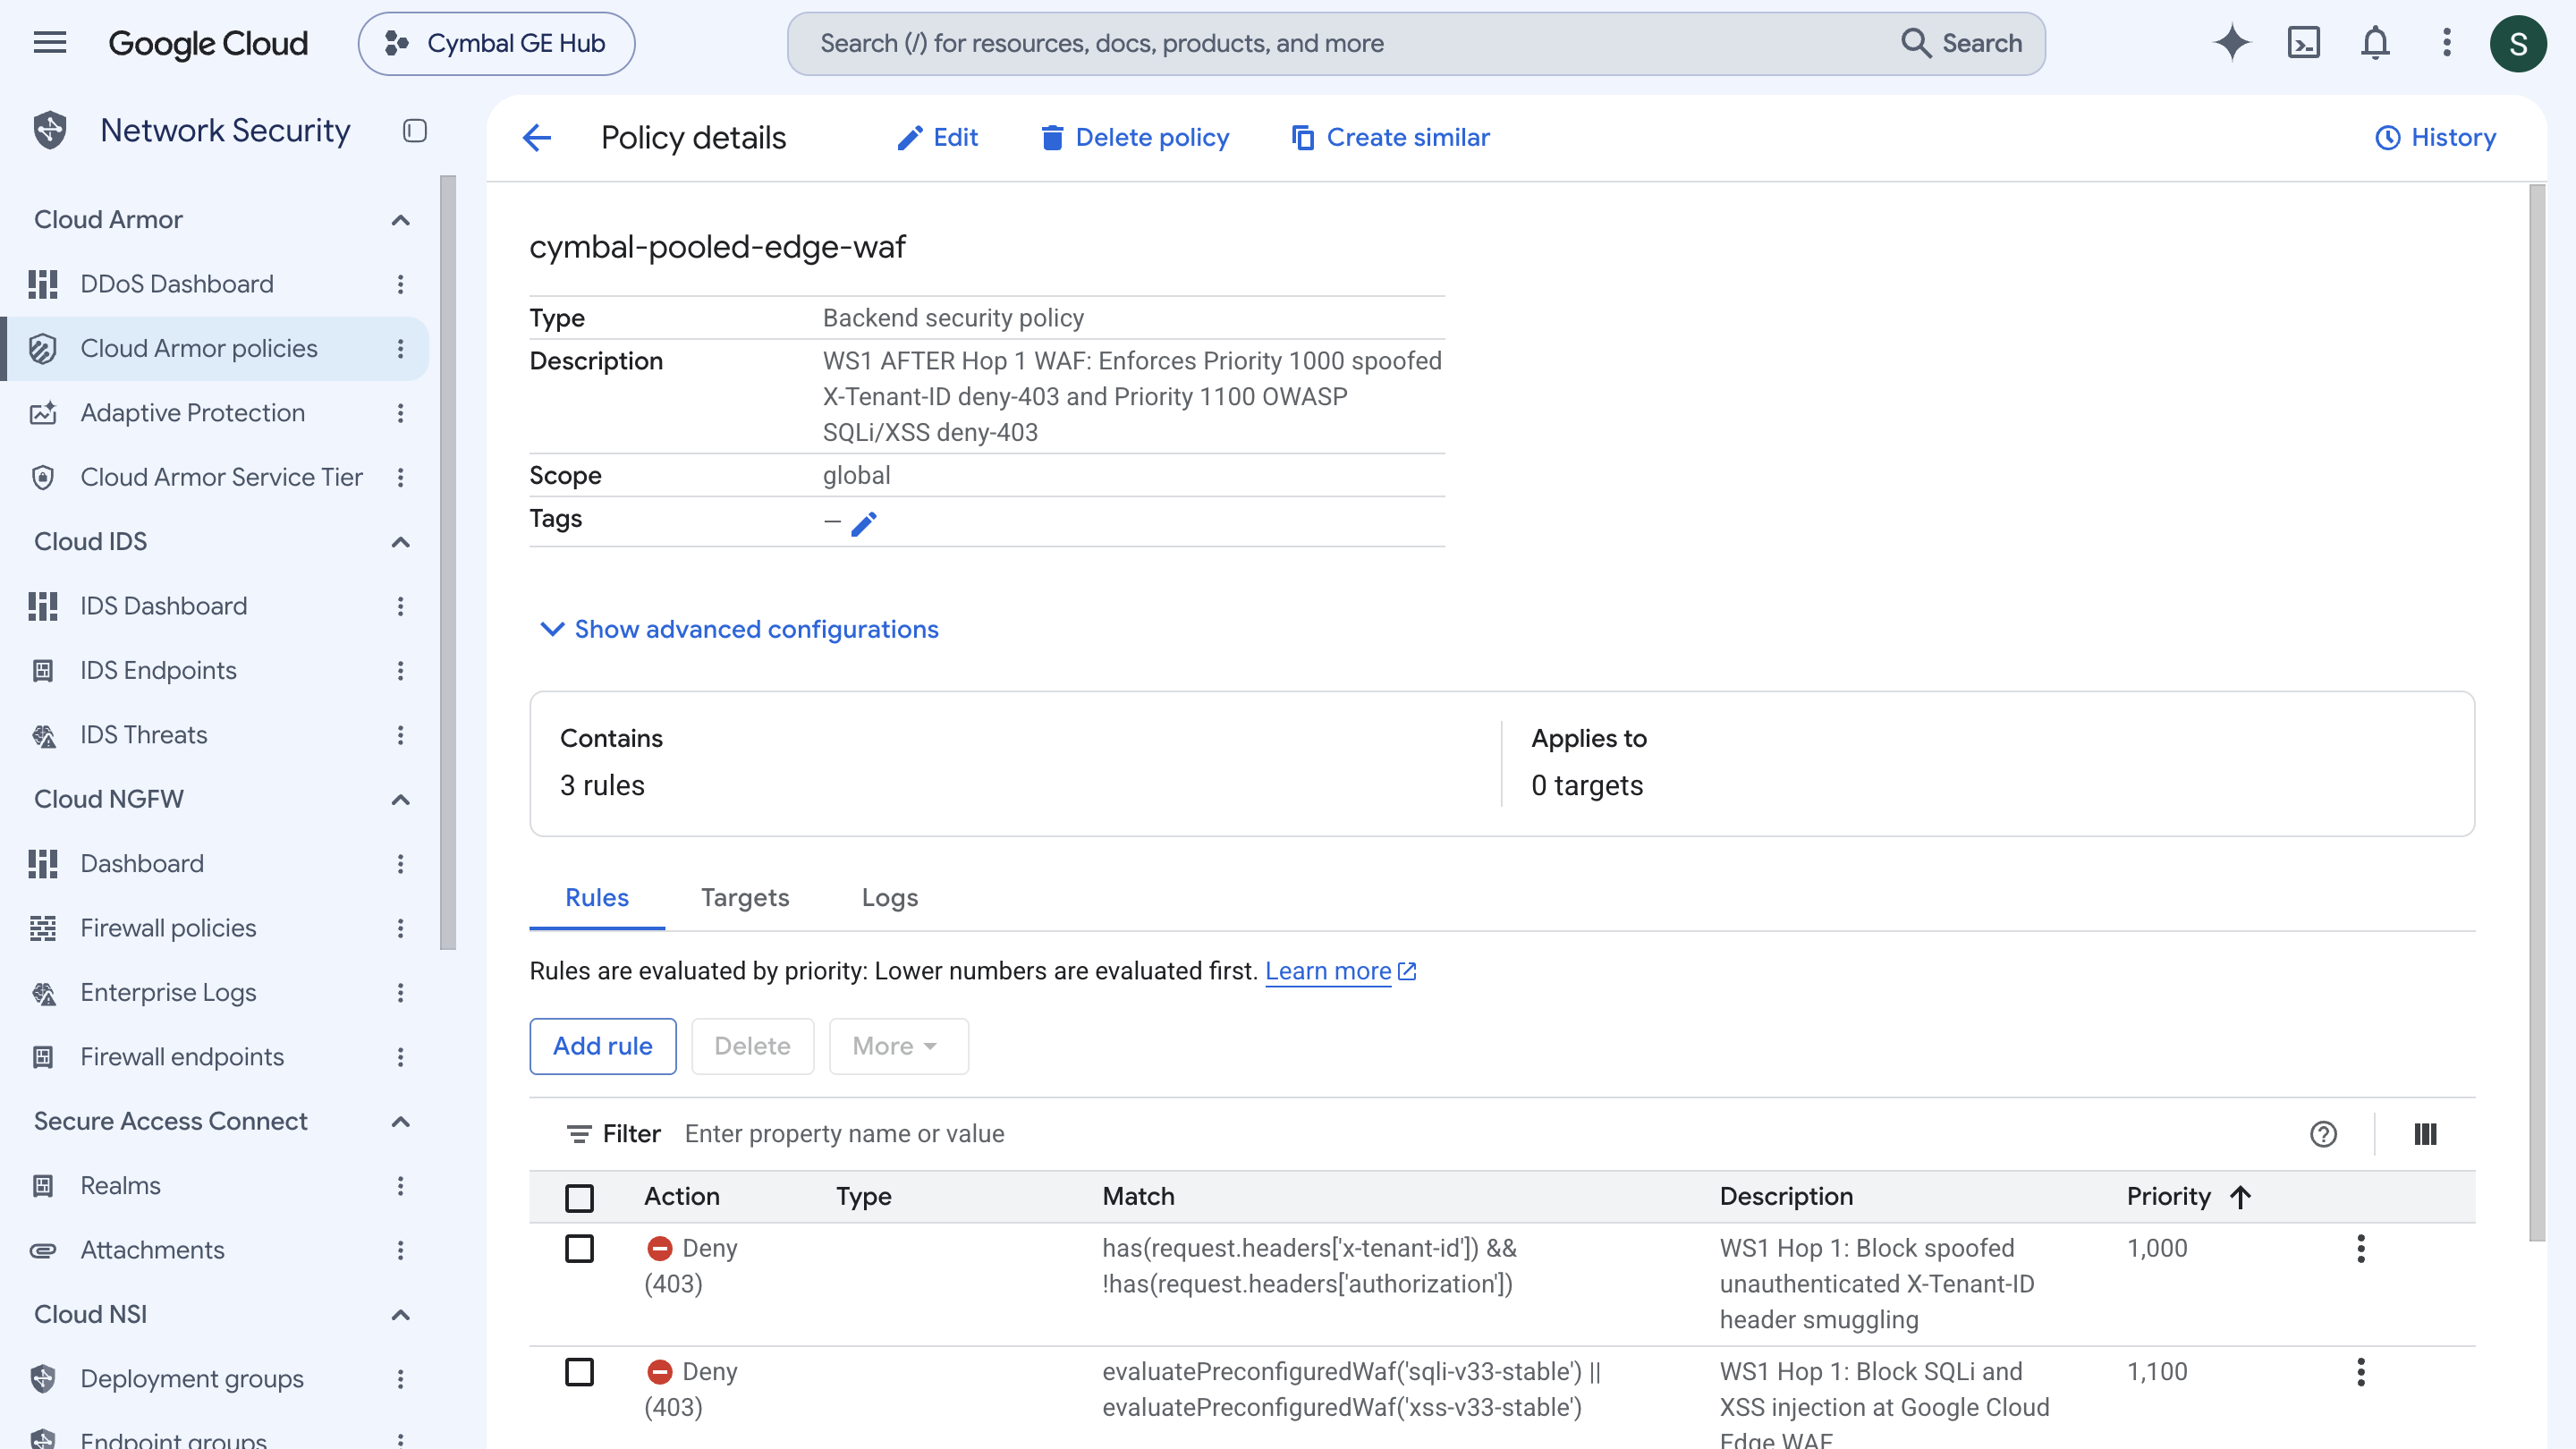 Google Cloud
Cymbal GE Hub
Search (/) for resources, docs, products, and more
Search
S
Network Security
Cloud Armor
DDoS Dashboard
Cloud Armor policies
Adaptive Protection
Cloud Armor Service Tier
Cloud IDS
IDS Dashboard
IDS Endpoints
IDS Threats
Cloud NGFW
Dashboard
Firewall policies
Enterprise Logs
Firewall endpoints
Secure Access Connect
Realms
Attachments
Cloud NSI
Deployment groups
Endpoint groups
Policy details
Edit
Delete policy
Create similar
History
cymbal-pooled-edge-waf
Type
Backend security policy
Description
WS1 AFTER Hop 1 WAF: Enforces Priority 1000 spoofed
X-Tenant-ID deny-403 and Priority 1100 OWASP
SQLi/XSS deny-403
Scope
global
Tags
—
Show advanced configurations
Contains
3 rules
Applies to
0 targets
Rules
Targets
Logs
Rules are evaluated by priority: Lower numbers are evaluated first. Learn more
Add rule
Delete
More
Filter
Enter property name or value
Action
Type
Match
Description
Priority
Deny
(403)
has(request.headers['x-tenant-id']) &&
!has(request.headers['authorization'])
WS1 Hop 1: Block spoofed
unauthenticated X-Tenant-ID
header smuggling
1,000
Deny
(403)
evaluatePreconfiguredWaf('sqli-v33-stable') ||
evaluatePreconfiguredWaf('xss-v33-stable')
WS1 Hop 1: Block SQLi and
XSS injection at Google Cloud
Edge WAF
1,100